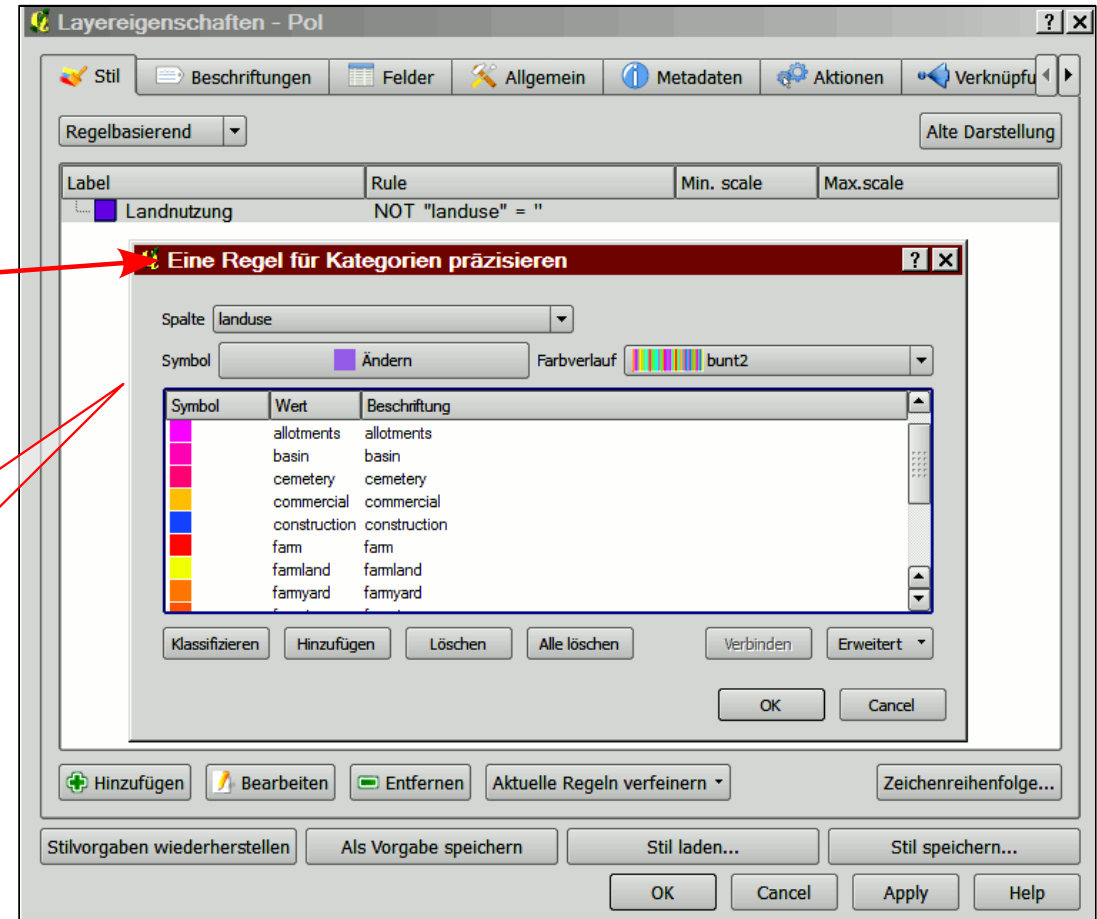 Layereigenschaften - Pol
Stil Beschriftungen Felder Allgemein Metadaten Aktionen Verknüpfu
Regelbasierend Alte Darstellung
Label Rule Min. scale Max.scale
Landnutzung NOT "landuse" = ''
Eine Regel für Kategorien präzisieren
Spalte landuse
Symbol Ändern Farbverlauf bunt2
Symbol Wert Beschriftung
allotments allotments
basin basin
cemetery cemetery
commercial commercial
construction construction
farm farm
farmland farmland
farmyard farmyard
Klassifizieren Hinzufügen Löschen Alle löschen Verbinden Erweitert
OK Cancel
Hinzufügen Bearbeiten Entfernen Aktuelle Regeln verfeinern Zeichenreihenfolge...
Stilvorgaben wiederherstellen Als Vorgabe speichern Stil laden... Stil speichern...
OK Cancel Apply Help